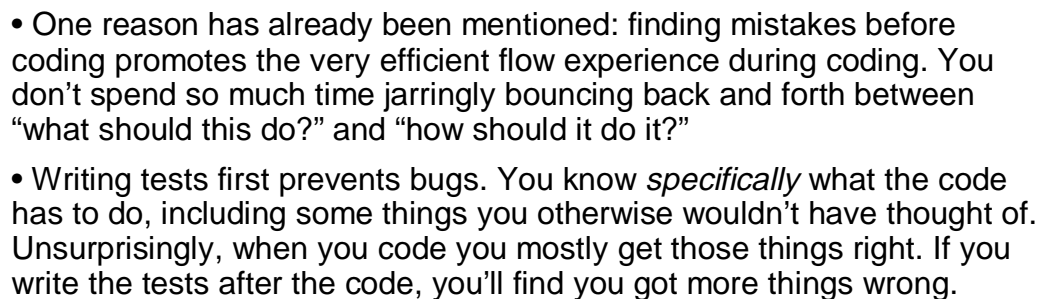 • One reason has already been mentioned: finding mistakes before
coding promotes the very efficient flow experience during coding. You
don’t spend so much time jarringly bouncing back and forth between
“what should this do?” and “how should it do it?”
• Writing tests first prevents bugs. You know specifically what the code
has to do, including some things you otherwise wouldn’t have thought of.
Unsurprisingly, when you code you mostly get those things right. If you
write the tests after the code, you’ll find you got more things wrong.